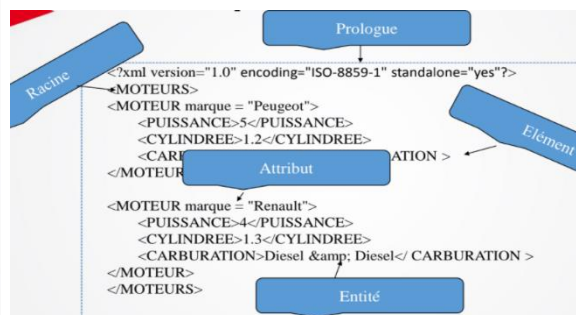 Prologue
Racine
<?xml version="1.0" encoding="ISO-8859-1" standalone="yes"?>
<MOTEURS>
<MOTEUR marque = "Peugeot">
<PUISSANCE>5</PUISSANCE>
<CYLINDREE>1.2</CYLINDREE>
Elément
<CARB ATION >
Attribut
</MOTEUR
<MOTEUR marque = "Renault">
<PUISSANCE>4</PUISSANCE>
<CYLINDREE>1.3</CYLINDREE>
<CARBURATION>Diesel &amp; Diesel</ CARBURATION >
</MOTEUR>
</MOTEURS>
Entité